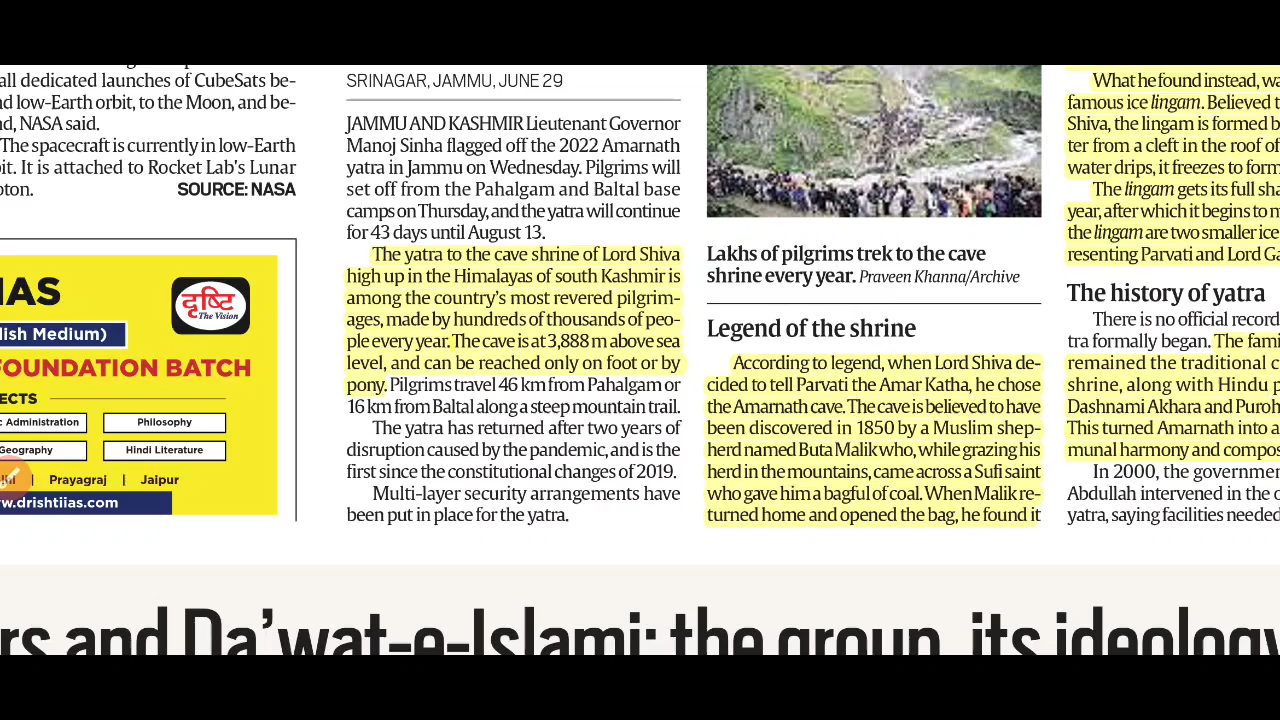 all dedicated launches of CubeSats be-
nd low-Earth orbit, to the Moon, and be-
nd, NASA said.
The spacecraft is currently in low-Earth
bit. It is attached to Rocket Lab's Lunar
oton. SOURCE: NASA
IAS
दृष्टि
The Vision
lish Medium)
FOUNDATION BATCH
ECTS
c Administration
Philosophy
Geography
Hindi Literature
lhi | Prayagraj | Jaipur
w.drishtiias.com
SRINAGAR, JAMMU, JUNE 29
JAMMU AND KASHMIR Lieutenant Governor
Manoj Sinha flagged off the 2022 Amarnath
yatra in Jammu on Wednesday. Pilgrims will
set off from the Pahalgam and Baltal base
camps on Thursday, and the yatra will continue
for 43 days until August 13.
The yatra to the cave shrine of Lord Shiva
high up in the Himalayas of south Kashmir is
among the country's most revered pilgrim-
ages, made by hundreds of thousands of peo-
ple every year. The cave is at 3,888 m above sea
level, and can be reached only on foot or by
pony. Pilgrims travel 46 km from Pahalgam or
16 km from Baltal along a steep mountain trail.
The yatra has returned after two years of
disruption caused by the pandemic, and is the
first since the constitutional changes of 2019.
Multi-layer security arrangements have
been put in place for the yatra.
Lakhs of pilgrims trek to the cave
shrine every year. Praveen Khanna/Archive
Legend of the shrine
According to legend, when Lord Shiva de-
cided to tell Parvati the Amar Katha, he chose
the Amarnath cave. The cave is believed to have
been discovered in 1850 by a Muslim shep-
herd named Buta Malik who, while grazing his
herd in the mountains, came across a Sufi saint
who gave him a bagful of coal. When Malik re-
turned home and opened the bag, he found it
What he found instead, wa
famous ice lingam. Believed t
Shiva, the lingam is formed b
ter from a cleft in the roof of
water drips, it freezes to form
The lingam gets its full sha
year, after which it begins to m
the lingam are two smaller ice
resenting Parvati and Lord Ga
The history of yatra
There is no official record
tra formally began. The fami
remained the traditional c
shrine, along with Hindu p
Dashnami Akhara and Puroh
This turned Amarnath into a
munal harmony and compos
In 2000, the governmen
Abdullah intervened in the o
yatra, saying facilities needed
rs and Da'wat-e-Islami: the group, its ideology